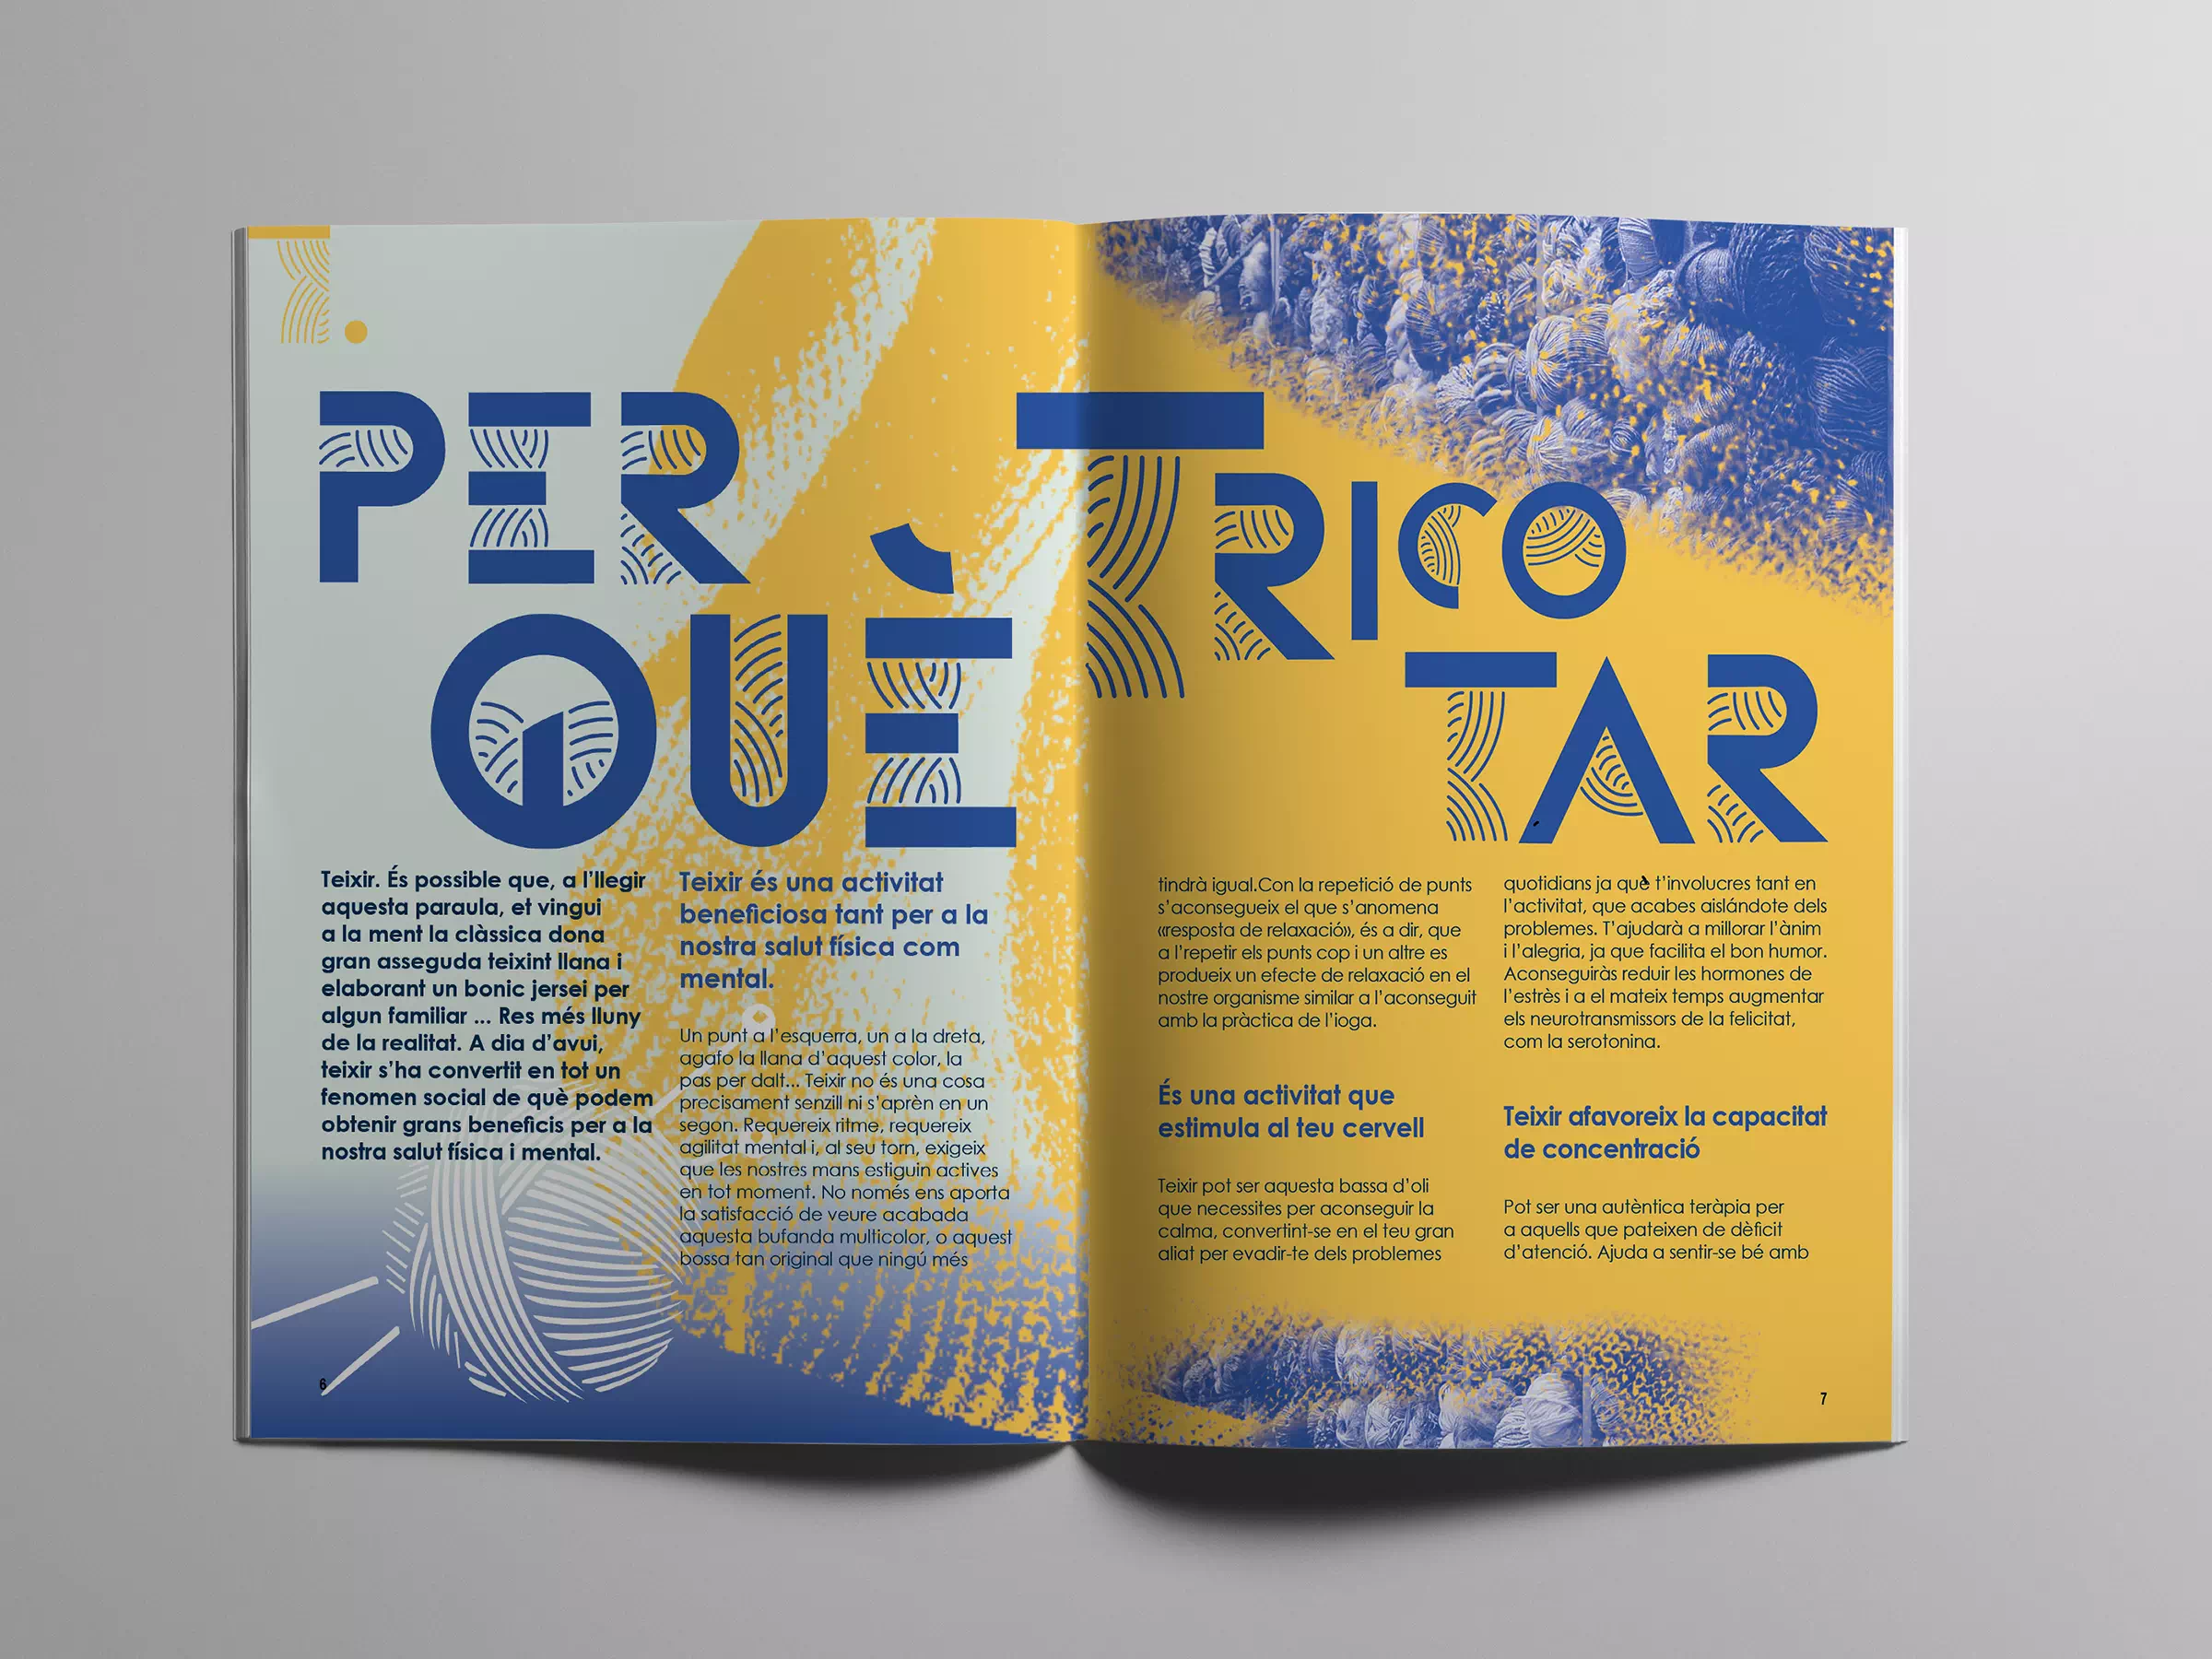 T.
PER
QUÈ
TRICO
TAR
Teixir. És possible que, a l'llegir
aquesta paraula, et vingui
a la ment la clàssica dona
gran asseguda teixint llana i
elaborant un bonic jersei per
algun familiar ... Res més lluny
de la realitat. A dia d'avui,
teixir s'ha convertit en tot un
fenomen social de què podem
obtenir grans beneficis per a la
nostra salut física i mental.
Teixir és una activitat
beneficiosa tant per a la
nostra salut física com
mental.
Un punt a l'esquerra, un a la dreta,
agafo la llana d'aquest color, la
pas per dalt... Teixir no és una cosa
precisament senzill ni s'aprèn en un
segon. Requereix ritme, requereix
agilitat mental i, al seu torn, exigeix
que les nostres mans estiguin actives
en tot moment. No només ens aporta
la satisfacció de veure acabada
aquesta bufanda multicolor, o aquest
bossa tan original que ningú més
6
tindrà igual.Con la repetició de punts
s'aconsegueix el que s'anomena
«resposta de relaxació», és a dir, que
a l'repetir els punts cop i un altre es
produeix un efecte de relaxació en el
nostre organisme similar a l'aconseguit
amb la pràctica de l'ioga.
És una activitat que
estimula al teu cervell
Teixir pot ser aquesta bassa d'oli
que necessites per aconseguir la
calma, convertint-se en el teu gran
aliat per evadir-te dels problemes
quotidians ja què t'involucres tant en
l'activitat, que acabes aislándote dels
problemes. T'ajudarà a millorar l'ànim
i l'alegria, ja que facilita el bon humor.
Aconseguiràs reduir les hormones de
l'estrès i a el mateix temps augmentar
els neurotransmissors de la felicitat,
com la serotonina.
Teixir afavoreix la capacitat
de concentració
Pot ser una autèntica teràpia per
a aquells que pateixen de dèficit
d'atenció. Ajuda a sentir-se bé amb
7